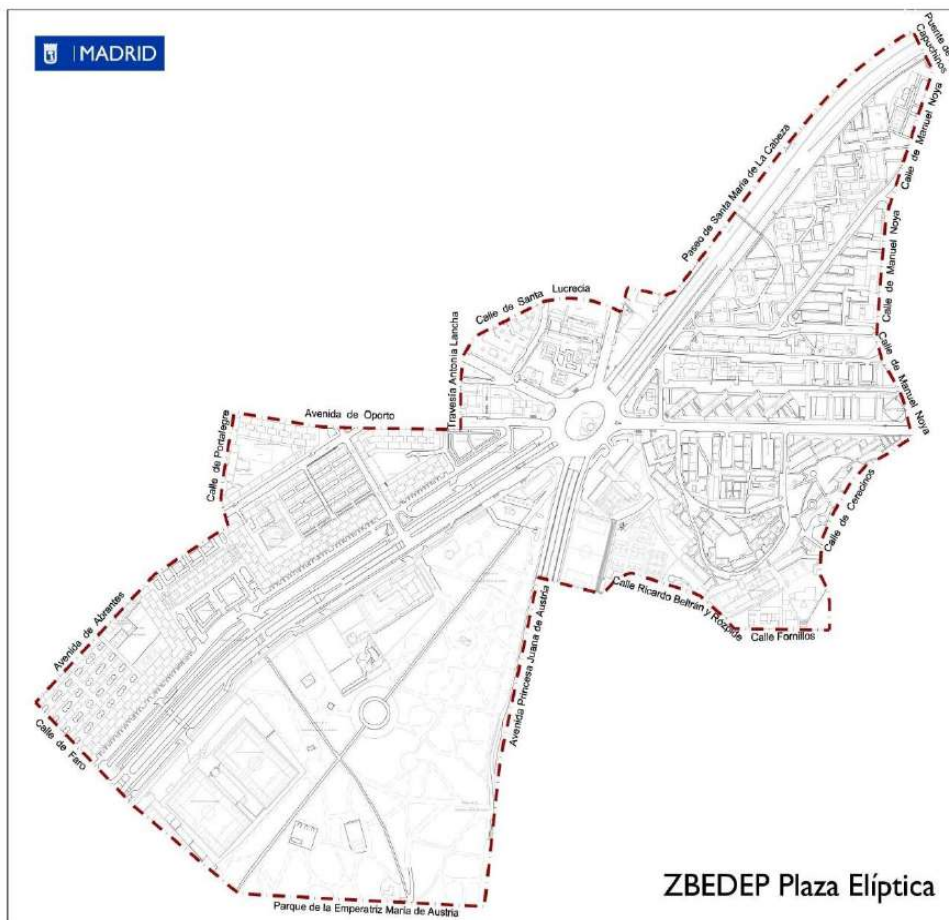 MADRID
Puente de
Capuchinos
Calle de Manuel Noya
Paseo de Santa María de La Cabeza
Calle de Manuel Noya
Calle de Santa Lucrecia
Travesía Antonia Lancha
Calle de Manuel Noya
Avenida de Oporto
Calle de Portalegre
Calle de Cerecinos
Calle Ricardo Beltrán y Rózpide
Calle Fornillos
Avenida de Abrantes
Avenida Princesa Juana de Austria
Calle de Faro
Parque de la Emperatriz María de Austria
ZBEDEP Plaza Elíptica